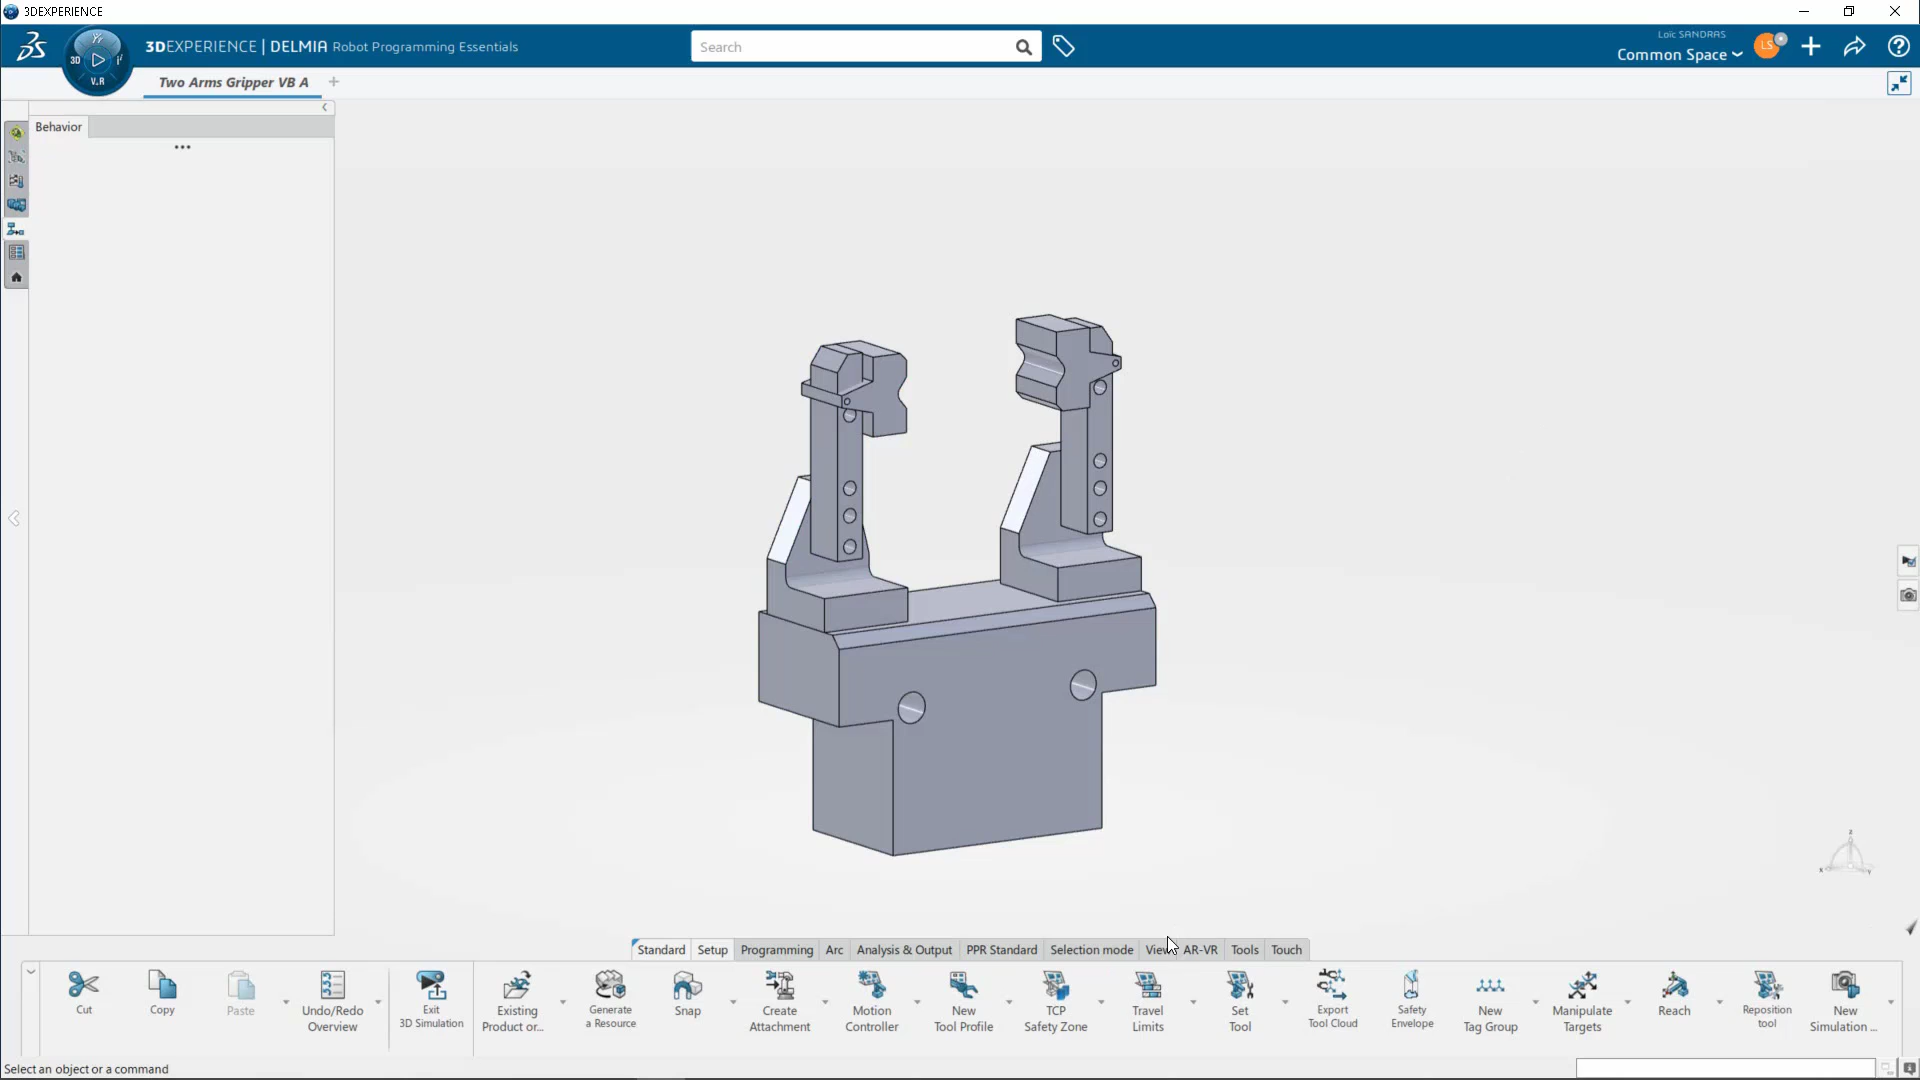 3DEXPERIENCE
3DEXPERIENCE | DELMIA Robot Programming Essentials
Search
Loïc SANDRAS
Common Space
LS
3D
V.R
Two Arms Gripper VB A
Behavior
Standard Setup Programming Arc Analysis & Output PPR Standard Selection mode View AR-VR Tools Touch
Cut
Copy
Paste
Undo/Redo
Overview
Exit
3D Simulation
Existing
Product or...
Generate
a Resource
Snap
Create
Attachment
Motion
Controller
New
Tool Profile
TCP
Safety Zone
Travel
Limits
Set
Tool
Export
Tool Cloud
Safety
Envelope
New
Tag Group
Manipulate
Targets
Reach
Reposition
tool
New
Simulation ...
Select an object or a command